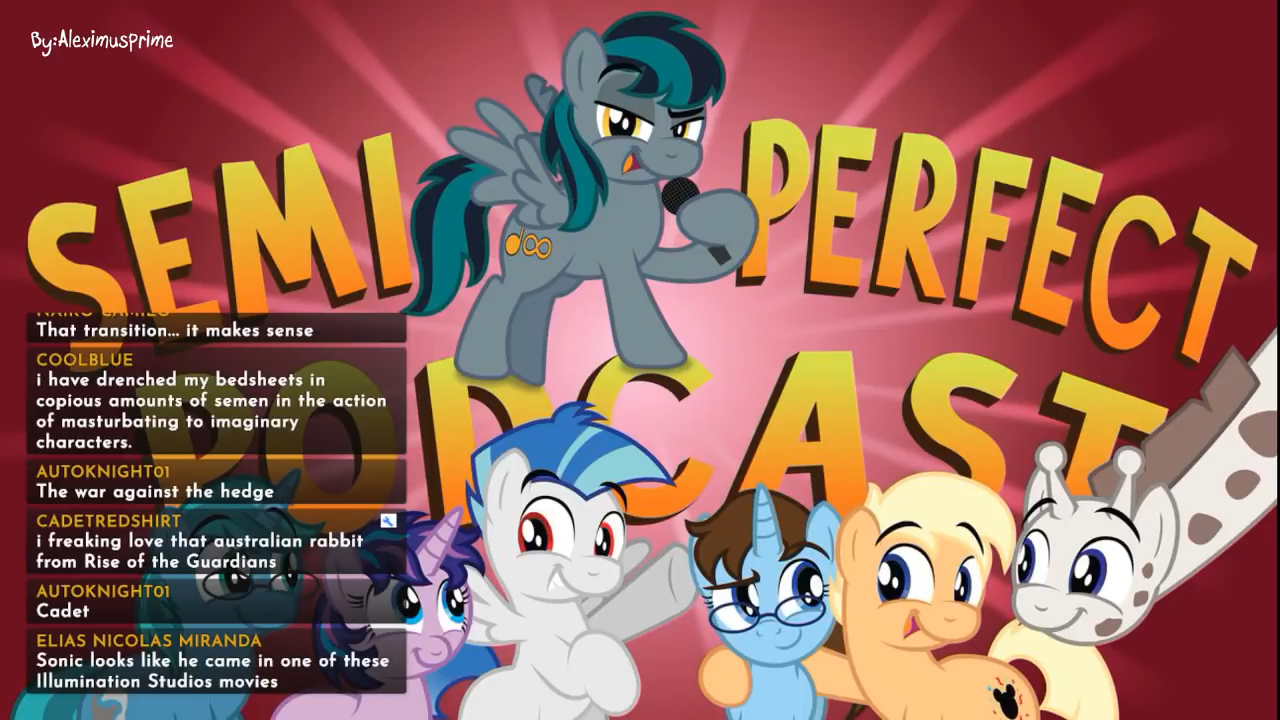 By:Aleximusprime
SEMI PERFECT
PODCAST
That transition... it makes sense
COOLBLUE
i have drenched my bedsheets in
copious amounts of semen in the action
of masturbating to imaginary
characters.
AUTOKNIGHT01
The war against the hedge
CADETREDSHIRT
i freaking love that australian rabbit
from Rise of the Guardians
AUTOKNIGHT01
Cadet
ELIAS NICOLAS MIRANDA
Sonic looks like he came in one of these
Illumination Studios movies